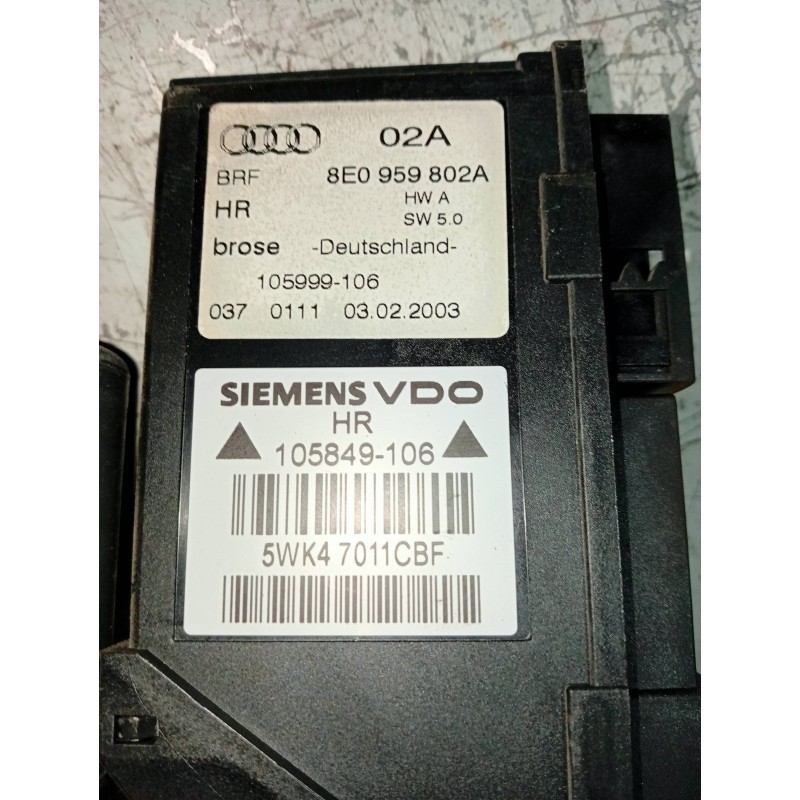 02A
BRF 8E0 959 802A
HR HW A
SW 5.0
brose -Deutschland-
105999-106
037 0111 03.02.2003
SIEMENS VDO
HR
105849-106
5WK4 7011CBF